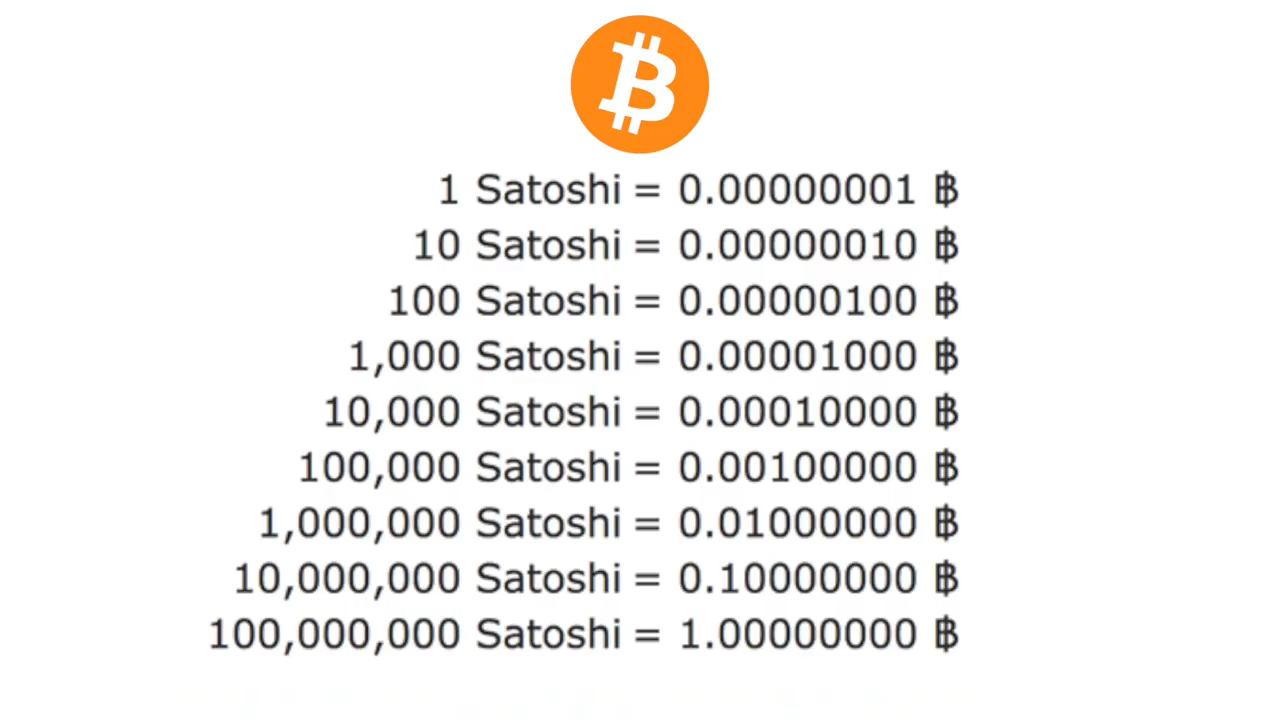 1 Satoshi = 0.00000001 ฿
10 Satoshi = 0.00000010 ฿
100 Satoshi = 0.00000100 ฿
1,000 Satoshi = 0.00001000 ฿
10,000 Satoshi = 0.00010000 ฿
100,000 Satoshi = 0.00100000 ฿
1,000,000 Satoshi = 0.01000000 ฿
10,000,000 Satoshi = 0.10000000 ฿
100,000,000 Satoshi = 1.00000000 ฿